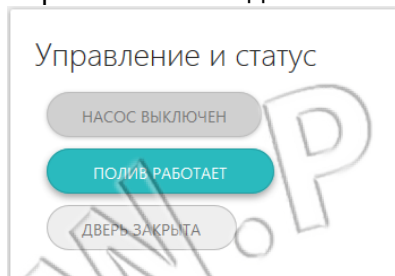 Управление и статус
НАСОС ВЫКЛЮЧЕН
ПОЛИВ РАБОТАЕТ
ДВЕРЬ ЗАКРЫТА
W.P